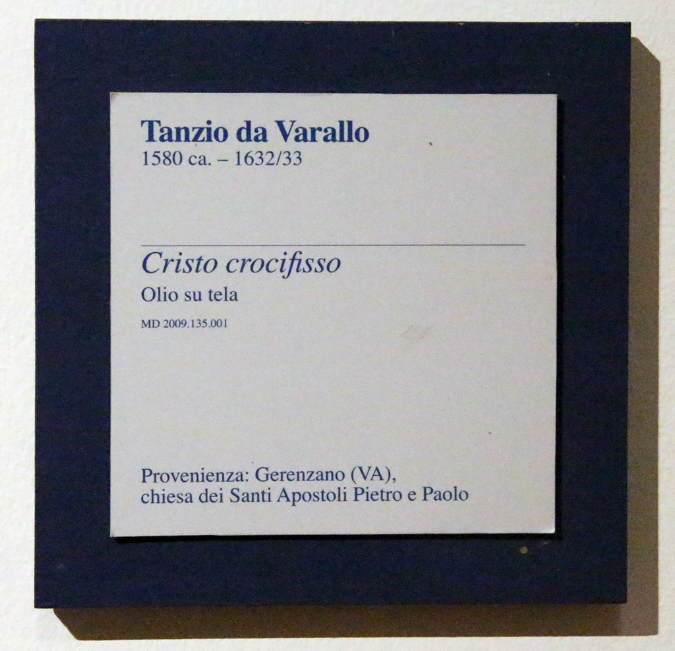 Tanzio da Varallo
1580 ca. – 1632/33
Cristo crocifisso
Olio su tela
MD 2009.135.001
Provenienza: Gerenzano (VA),
chiesa dei Santi Apostoli Pietro e Paolo